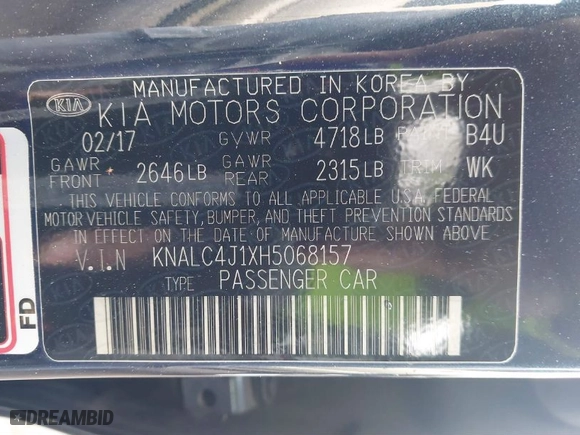 MANUFACTURED IN KOREA BY
KIA KIA MOTORS CORPORATION
02/17 GVWR 4718LB PAINT B4U
GAWR FRONT 2646LB GAWR REAR 2315LB TRIM WK
THIS VEHICLE CONFORMS TO ALL APPLICABLE U.S.A. FEDERAL
MOTOR VEHICLE SAFETY, BUMPER, AND THEFT PREVENTION STANDARDS
IN EFFECT ON THE DATE OF MANUFACTURE SHOWN ABOVE
V.I.N KNALC4J1XH5068157
TYPE PASSENGER CAR
FD
DREAMBID